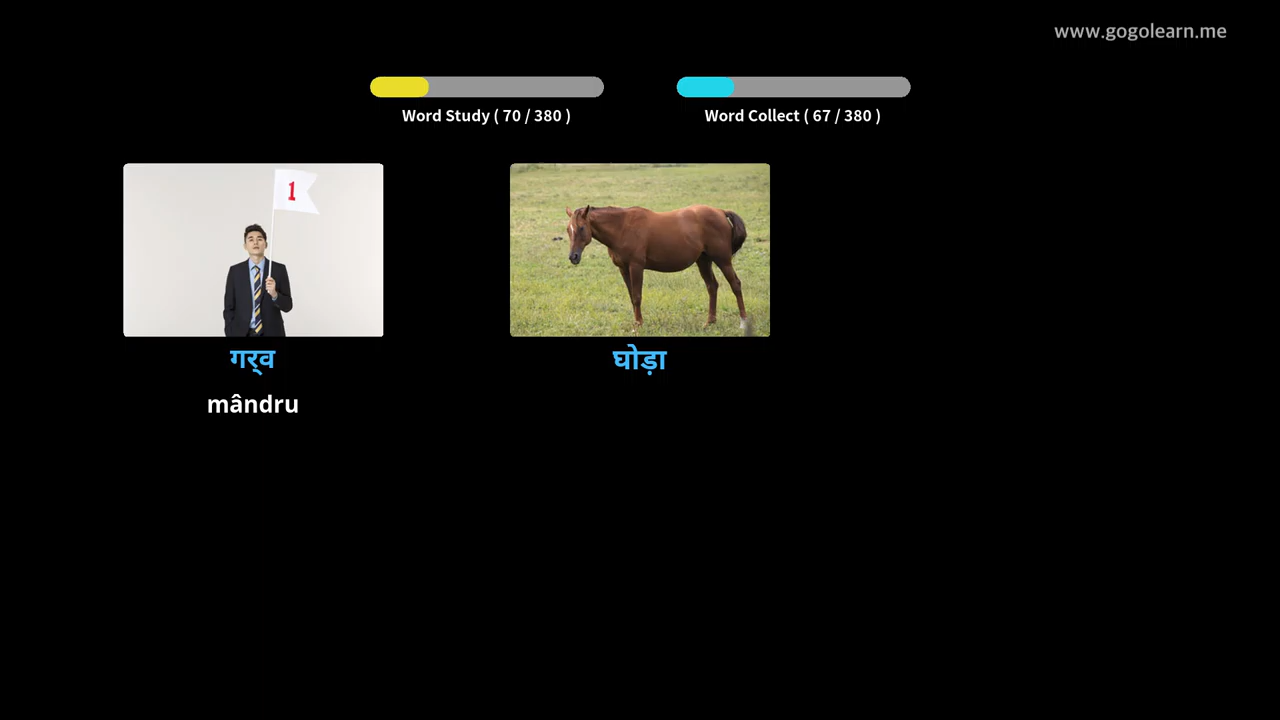 www.gogolearn.me
Word Study ( 70 / 380 )
Word Collect ( 67 / 380 )
1
गर्व
घोड़ा
mândru